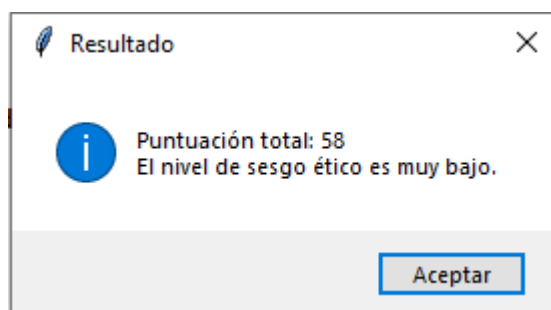 Resultado
Puntuación total: 58
El nivel de sesgo ético es muy bajo.
Aceptar